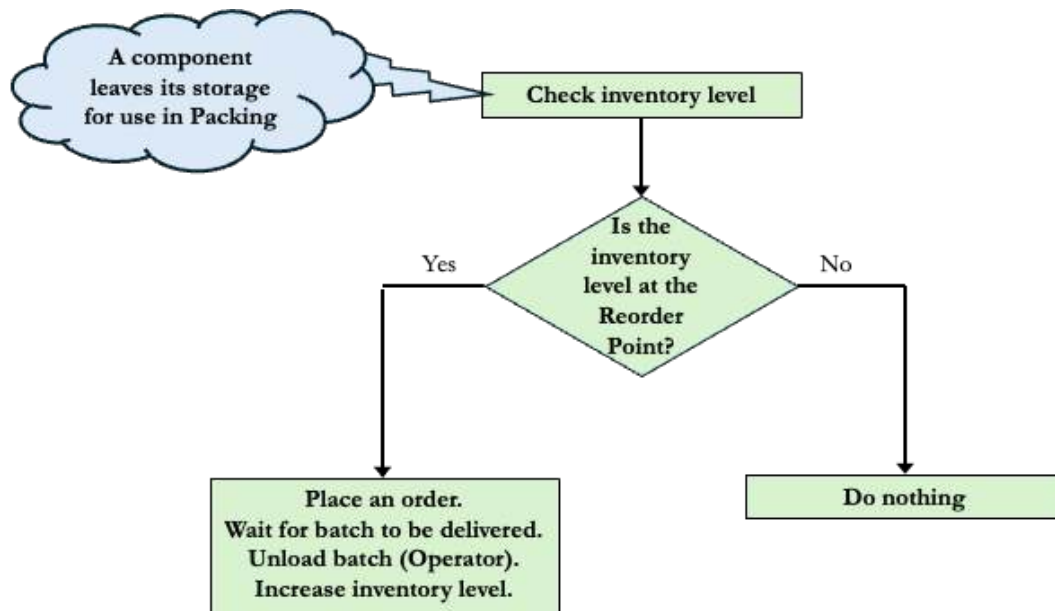 A component
leaves its storage
for use in Packing
Check inventory level
Is the
inventory
level at the
Reorder
Point?
Yes
No
Place an order.
Wait for batch to be delivered.
Unload batch (Operator).
Increase inventory level.
Do nothing